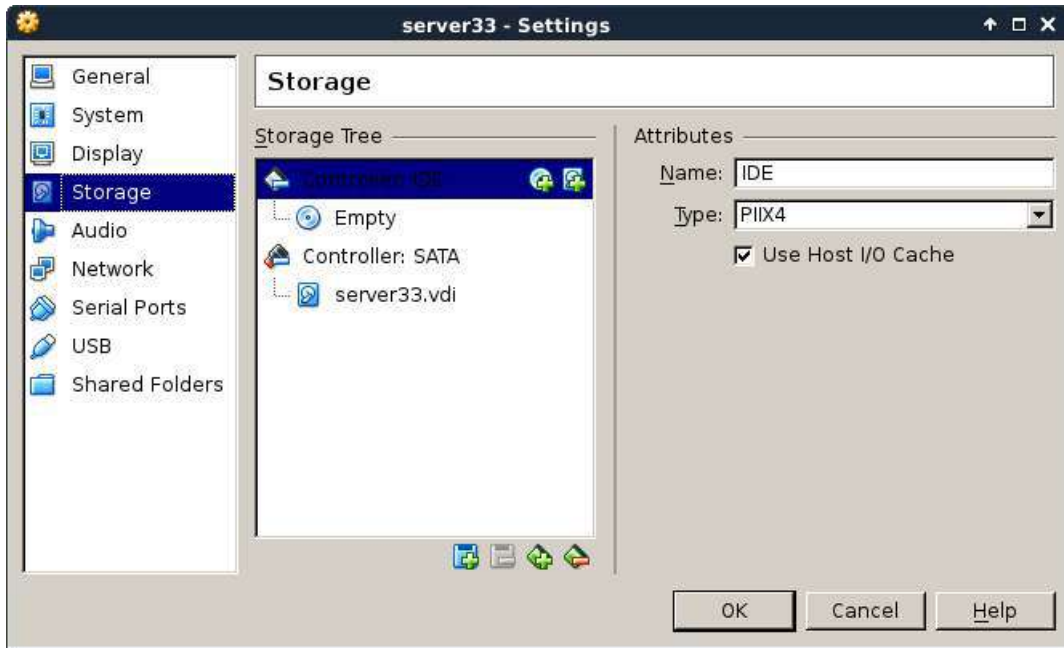 server33 - Settings
General
System
Display
Storage
Audio
Network
Serial Ports
USB
Shared Folders
Storage
Storage Tree
Controller: IDE
Empty
Controller: SATA
server33.vdi
Attributes
Name: IDE
Type: PIIX4
Use Host I/O Cache
OK
Cancel
Help